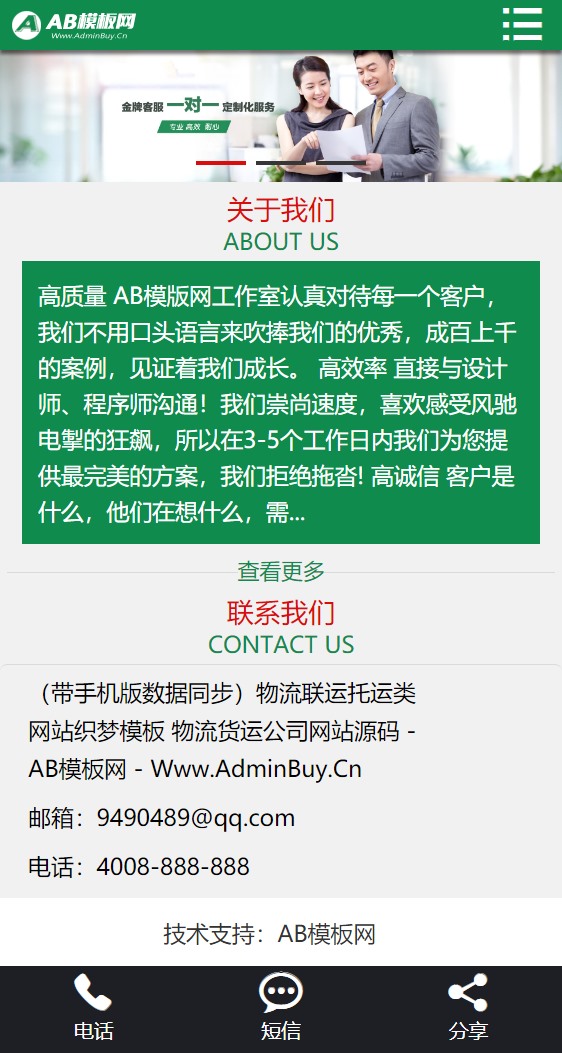 AB模板网
Www.AdminBuy.Cn
金牌客服 一对一 定制化服务
专业 高效 耐心
关于我们
ABOUT US
高质量 AB模版网工作室认真对待每一个客户，
我们不用口头语言来吹捧我们的优秀，成百上千
的案例，见证着我们成长。 高效率 直接与设计
师、程序师沟通！我们崇尚速度，喜欢感受风驰
电掣的狂飙，所以在3-5个工作日内我们为您提
供最完美的方案，我们拒绝拖沓! 高诚信 客户是
什么，他们在想什么，需...
查看更多
联系我们
CONTACT US
（带手机版数据同步）物流联运托运类
网站织梦模板 物流货运公司网站源码 -
AB模板网 - Www.AdminBuy.Cn
邮箱：9490489@qq.com
电话：4008-888-888
技术支持：AB模板网
电话 短信 分享